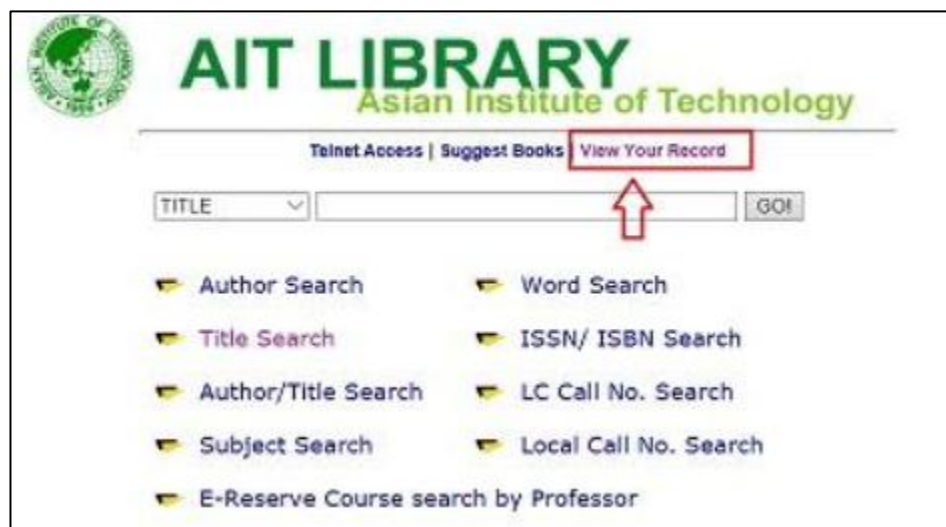 AIT LIBRARY
Asian Institute of Technology
Telnet Access | Suggest Books | View Your Record
TITLE GO!
Author Search Word Search
Title Search ISSN/ ISBN Search
Author/Title Search LC Call No. Search
Subject Search Local Call No. Search
E-Reserve Course search by Professor